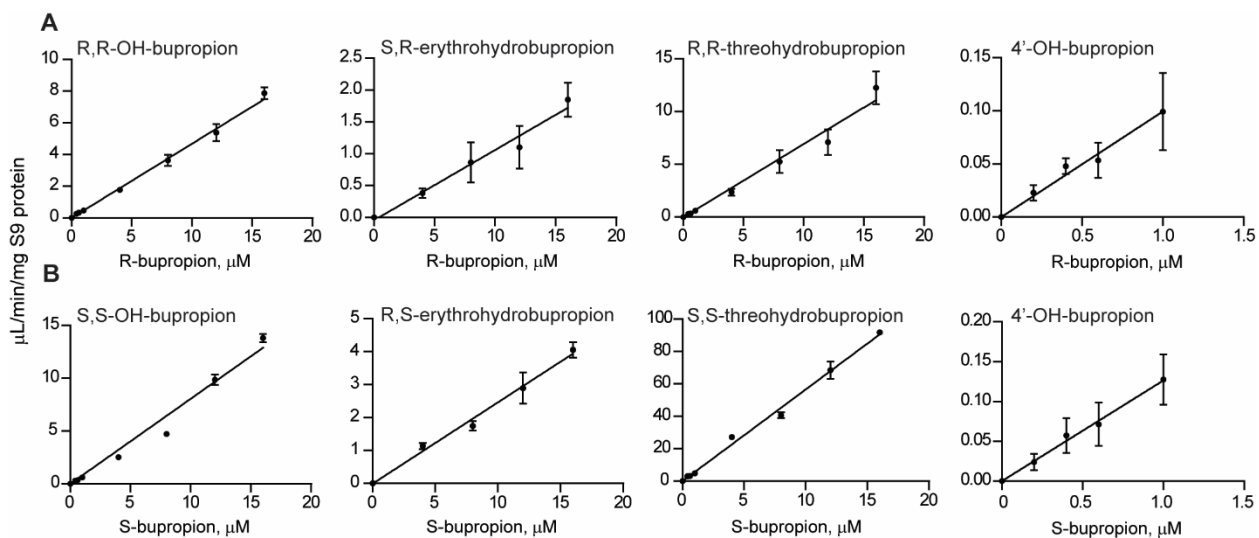 A
R,R-OH-bupropion
S,R-erythrohydrobupropion
R,R-threohydrobupropion
4'-OH-bupropion
10
8
6
4
2
0
0 5 10 15 20
R-bupropion, μM
2.5
2.0
1.5
1.0
0.5
0.0
0 5 10 15 20
R-bupropion, μM
15
10
5
0
0 5 10 15 20
R-bupropion, μM
0.15
0.10
0.05
0.00
0.0 0.5 1.0 1.5
R-bupropion, μM
μL/min/mg S9 protein
B
S,S-OH-bupropion
R,S-erythrohydrobupropion
S,S-threohydrobupropion
4'-OH-bupropion
15
10
5
0
0 5 10 15 20
S-bupropion, μM
5
4
3
2
1
0
0 5 10 15 20
S-bupropion, μM
100
80
60
40
20
0
0 5 10 15 20
S-bupropion, μM
0.20
0.15
0.10
0.05
0.00
0.0 0.5 1.0 1.5
S-bupropion, μM